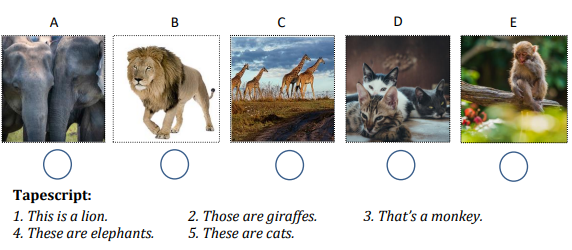 A B C D E
Tapescript:
1. This is a lion. 2. Those are giraffes. 3. That's a monkey.
4. These are elephants. 5. These are cats.